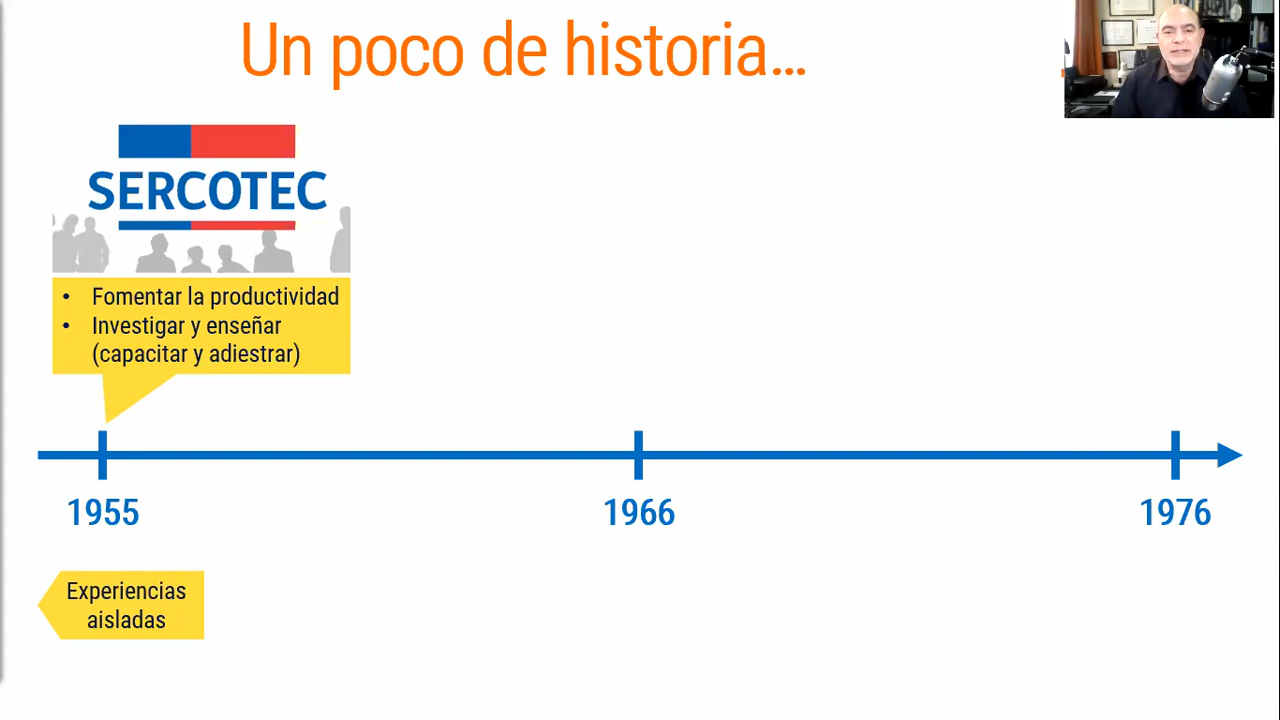 Un poco de historia...
SERCOTEC
• Fomentar la productividad
• Investigar y enseñar
(capacitar y adiestrar)
1955
1966
1976
Experiencias
aisladas